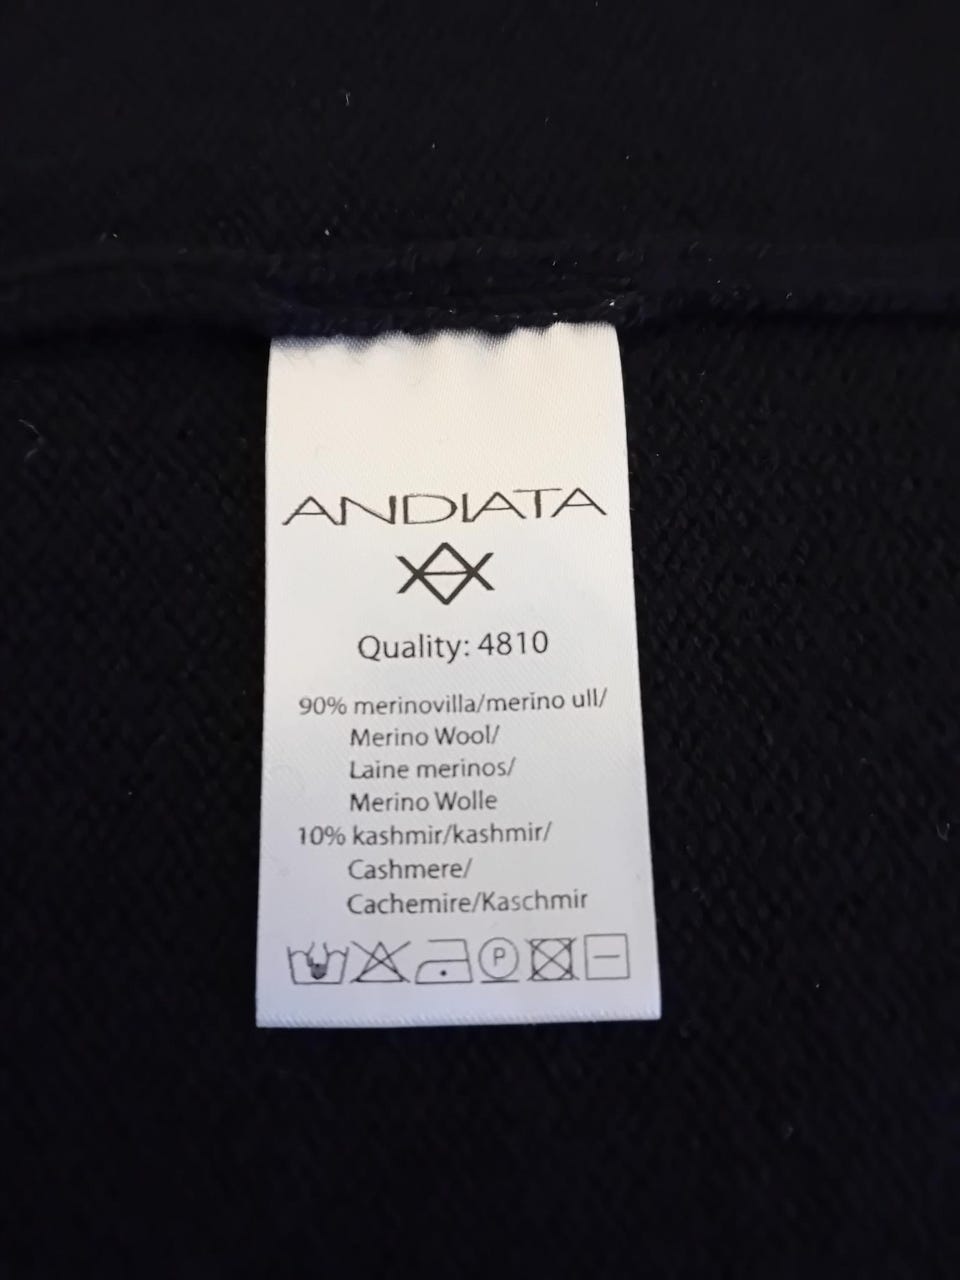 ANDIATA
Quality: 4810
90% merinovilla/merino ull/
Merino Wool/
Laine merinos/
Merino Wolle
10% kashmir/kashmir/
Cashmere/
Cachemire/Kaschmir
P